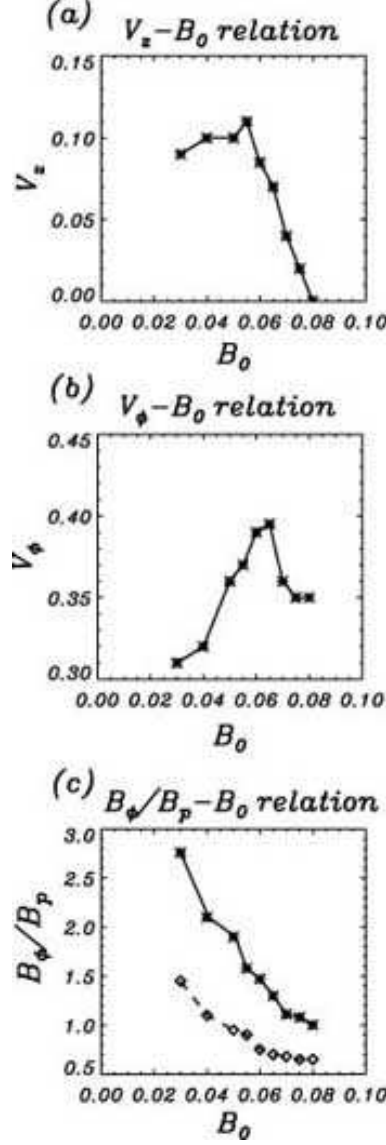 (a)
V_z−B_0 relation
V_z
0.15
0.10
0.05
0.00
0.00 0.02 0.04 0.06 0.08 0.10
B_0
(b)
V_ϕ−B_0 relation
V_ϕ
0.45
0.40
0.35
0.30
0.00 0.02 0.04 0.06 0.08 0.10
B_0
(c)
B_ϕ/B_p−B_0 relation
B_ϕ/B_p
3.0
2.5
2.0
1.5
1.0
0.5
0.00 0.02 0.04 0.06 0.08 0.10
B_0